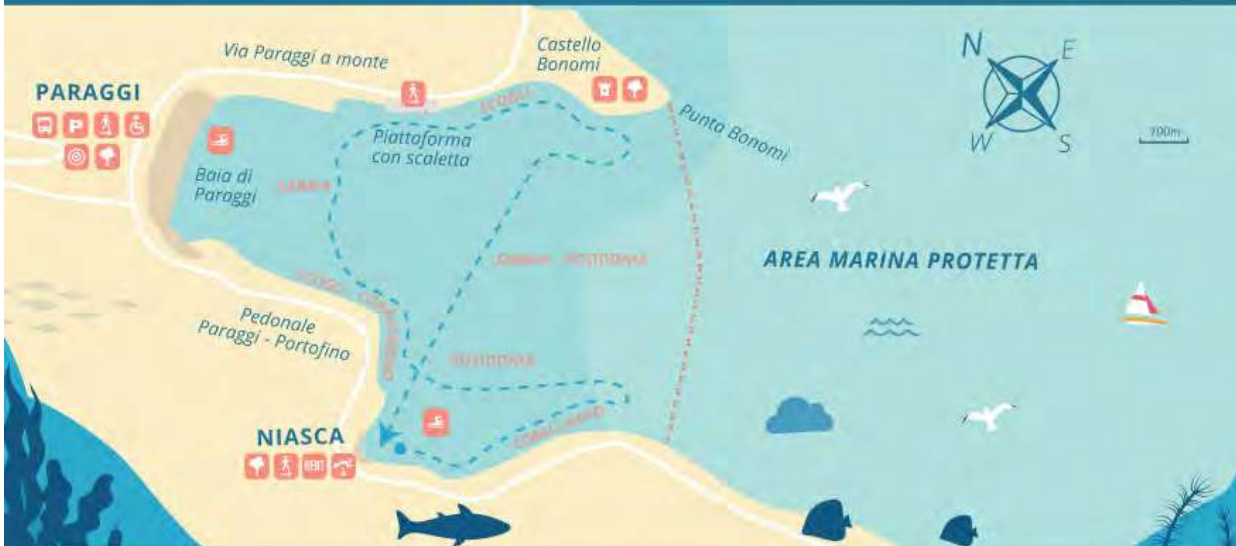 Via Paraggi a monte
Castello
Bonomi
N
E
W
S
100m
PARAGGI
P
SCOGLI
Punta Bonomi
Piattaforma
con scaletta
Baia di
Paraggi
SABBIA
AREA MARINA PROTETTA
Pedonale
Paraggi - Portofino
POSIDONIA
CORALLIGENO
NIASCA
RENT